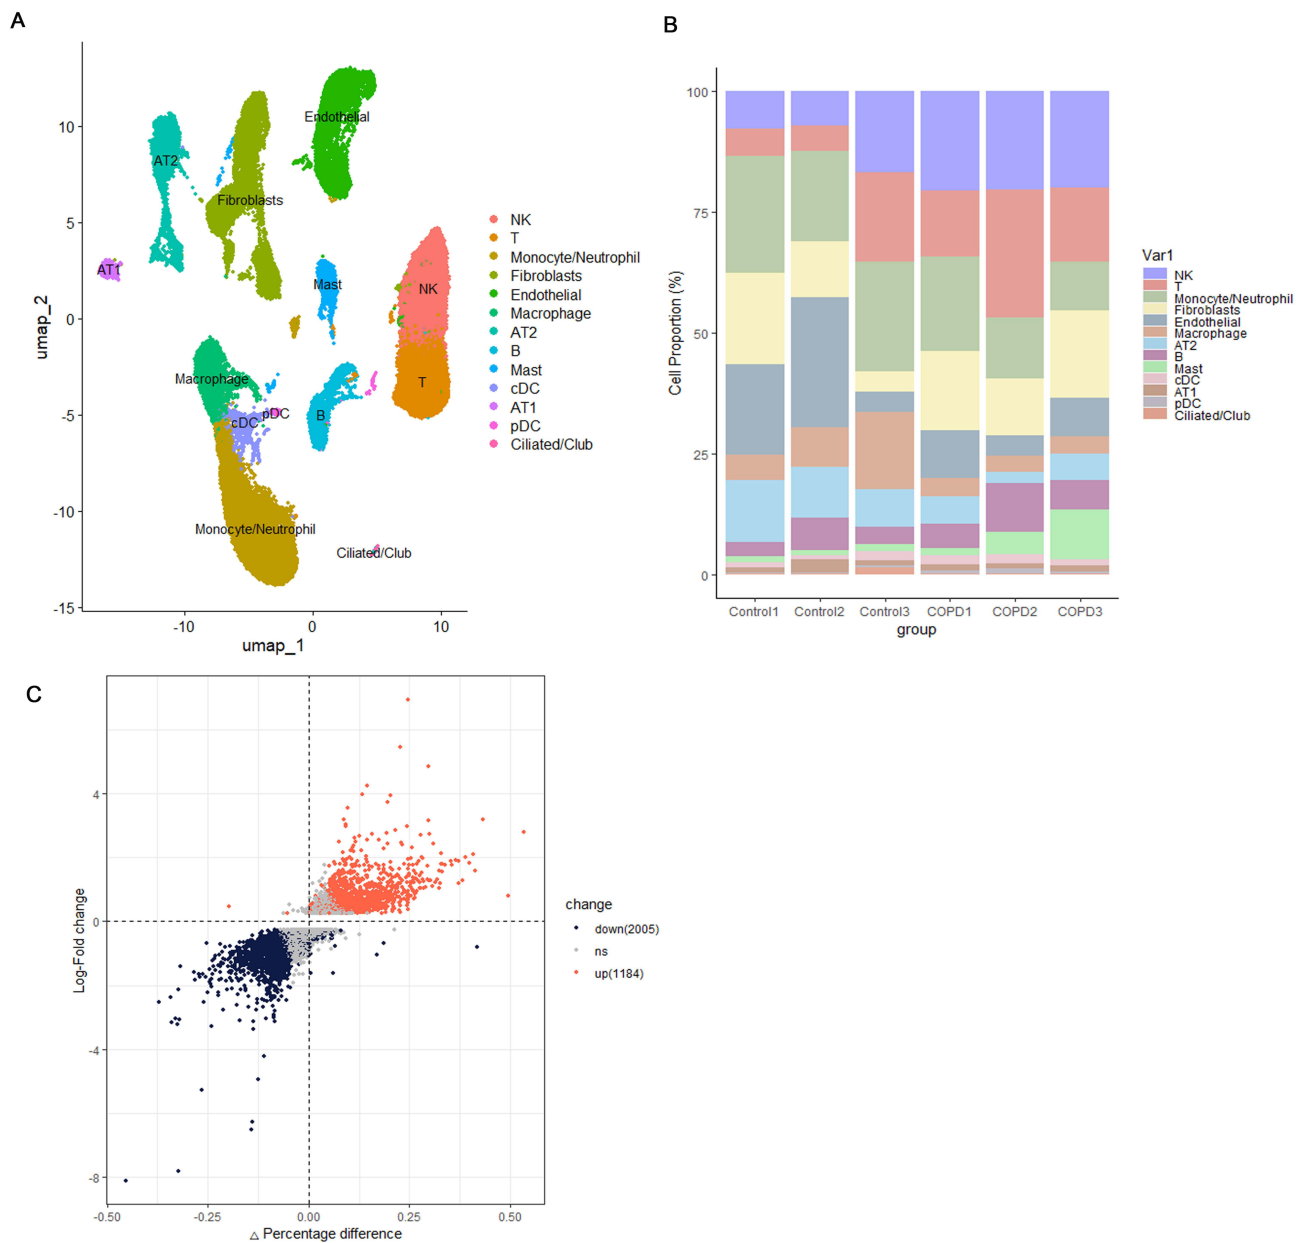 A
10
5
0
-5
-10
-15
umap_2
-10
0
10
umap_1
Endothelial
AT2
Fibroblasts
AT1
Mast
NK
Macrophage
T
pDC
cDC
B
Monocyte/Neutrophil
Ciliated/Club
NK
T
Monocyte/Neutrophil
Fibroblasts
Endothelial
Macrophage
AT2
B
Mast
cDC
AT1
pDC
Ciliated/Club
B
100
75
50
25
0
Cell Proportion (%)
Control1
Control2
Control3
COPD1
COPD2
COPD3
group
Var1
NK
T
Monocyte/Neutrophil
Fibroblasts
Endothelial
Macrophage
AT2
B
Mast
cDC
AT1
pDC
Ciliated/Club
C
4
0
-4
-8
Log-Fold change
-0.50
-0.25
0.00
0.25
0.50
△ Percentage difference
change
down(2005)
ns
up(1184)